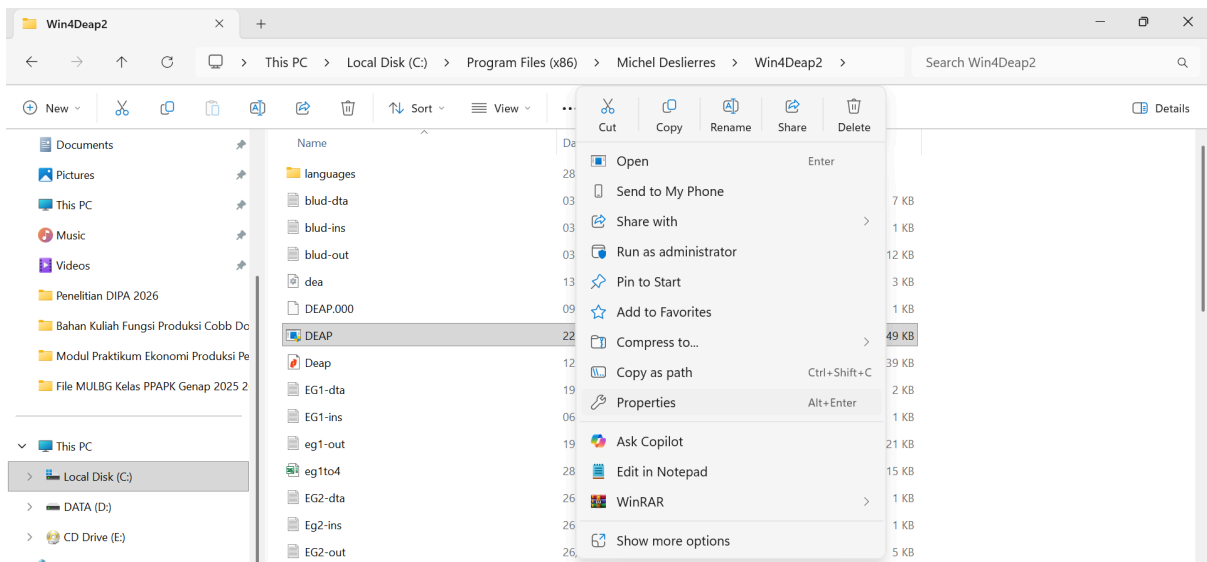 Win4Deap2
This PC > Local Disk (C:) > Program Files (x86) > Michel Deslierres > Win4Deap2 >
Search Win4Deap2
New
Sort
View
Details
Cut
Copy
Rename
Share
Delete
Open Enter
Send to My Phone
Share with
Run as administrator
Pin to Start
Add to Favorites
Compress to...
Copy as path Ctrl+Shift+C
Properties Alt+Enter
Ask Copilot
Edit in Notepad
WinRAR
Show more options
Documents
Pictures
This PC
Music
Videos
Penelitian DIPA 2026
Bahan Kuliah Fungsi Produksi Cobb Do
Modul Praktikum Ekonomi Produksi Pe
File MULBG Kelas PPAPK Genap 2025 2
This PC
Local Disk (C:)
DATA (D:)
CD Drive (E:)
Name Da
languages 28
blud-dta 03 7 KB
blud-ins 03 1 KB
blud-out 03 12 KB
dea 13 3 KB
DEAP.000 09 1 KB
DEAP 22 49 KB
Deap 12 39 KB
EG1-dta 19 2 KB
EG1-ins 06 1 KB
eg1-out 19 21 KB
eg1to4 28 15 KB
EG2-dta 26 1 KB
Eg2-ins 26 1 KB
EG2-out 26, 5 KB